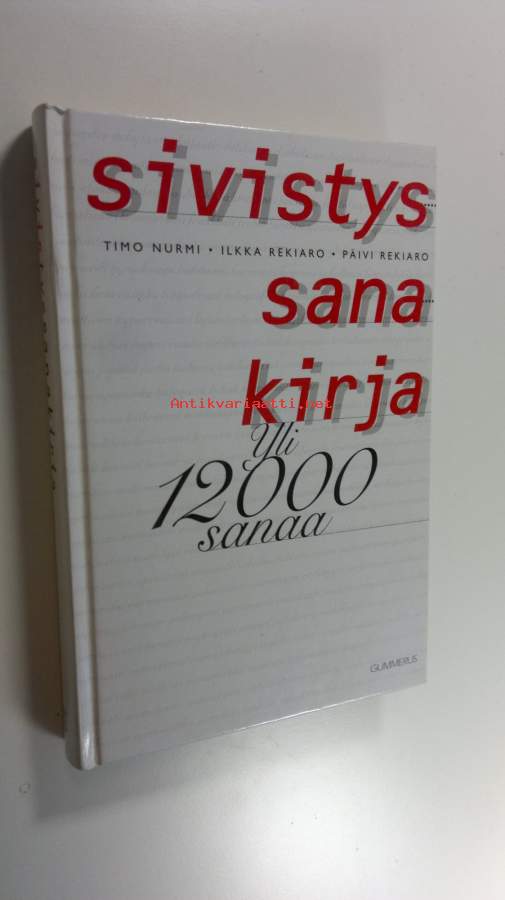 sivistys
TIMO NURMI • ILKKA REKIARO • PÄIVI REKIARO
sana
kirja
Antikvariaatti.net
Yli
12000
sanaa
GUMMERUS